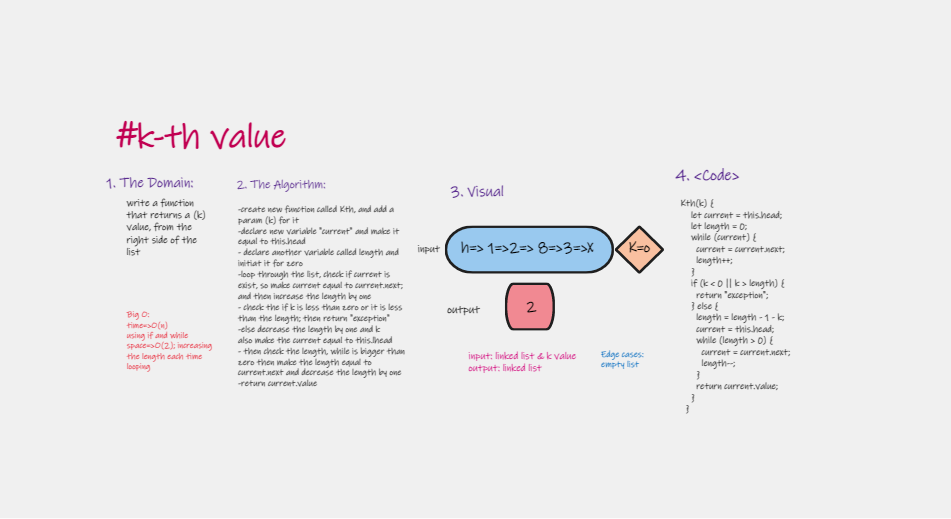 #k-th value
1. The Domain:
write a function
that returns a (k)
value, from the
right side of the
list
Big O:
time=>O(n)
using if and while
space=>O(2); increasing
the length each time
looping
2. The Algorithm:
-create new function called Kth, and add a
param (k) for it
-declare new variable "current" and make it
equal to this.head
- declare another variable called length and
initiat it for zero
-loop through the list, check if current is
exist, so make current equal to current.next;
and then increase the length by one
- check the if k is less than zero or it is less
than the length; then return "exception"
-else decrease the length by one and k
also make the current equal to this.lhead
- then check the length, while is bigger than
zero then make the length equal to
current.next and decrease the length by one
-return current.value
3. Visual
input
h=> 1=>2=> 8=>3=>X
K=0
output
2
input: linked list & k value
output: linked list
Edge cases:
empty list
4. <Code>
Kth(k) {
let current = this.head;
let length = 0;
while (current) {
current = current.next;
length++;
}
if (k < 0 || k > length) {
return "exception";
} else {
length = length - 1 - k;
current = this.head;
while (length > 0) {
current = current.next;
length--;
}
return current.value;
}
}